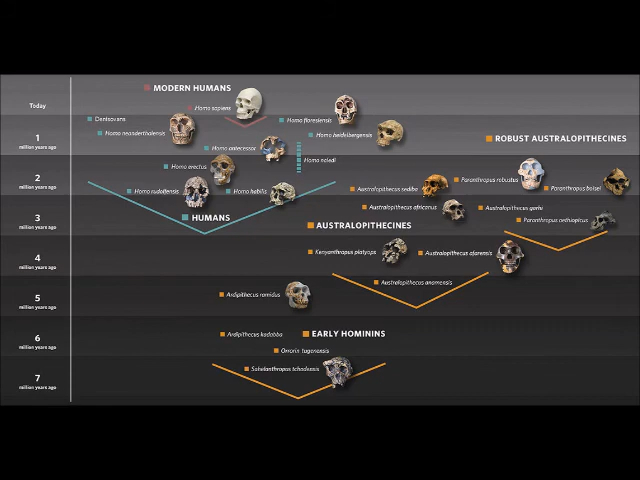 MODERN HUMANS
Today
Homo sapiens
Denisovans
Homo floresiensis
1
million years ago
Homo neanderthalensis
Homo heidelbergensis
ROBUST AUSTRALOPITHECINES
Homo antecessor
Homo naledi
Homo erectus
2
million years ago
Paranthropus robustus
Homo rudolfensis
Homo habilis
Australopithecus sediba
Paranthropus boisei
Australopithecus africanus
Australopithecus garhi
3
million years ago
HUMANS
AUSTRALOPITHECINES
Paranthropus aethiopicus
4
million years ago
Kenyanthropus platyops
Australopithecus afarensis
Australopithecus anamensis
5
million years ago
Ardipithecus ramidus
6
million years ago
Ardipithecus kadabba
EARLY HOMININS
Orrorin tugenensis
Sahelanthropus tchadensis
7
million years ago